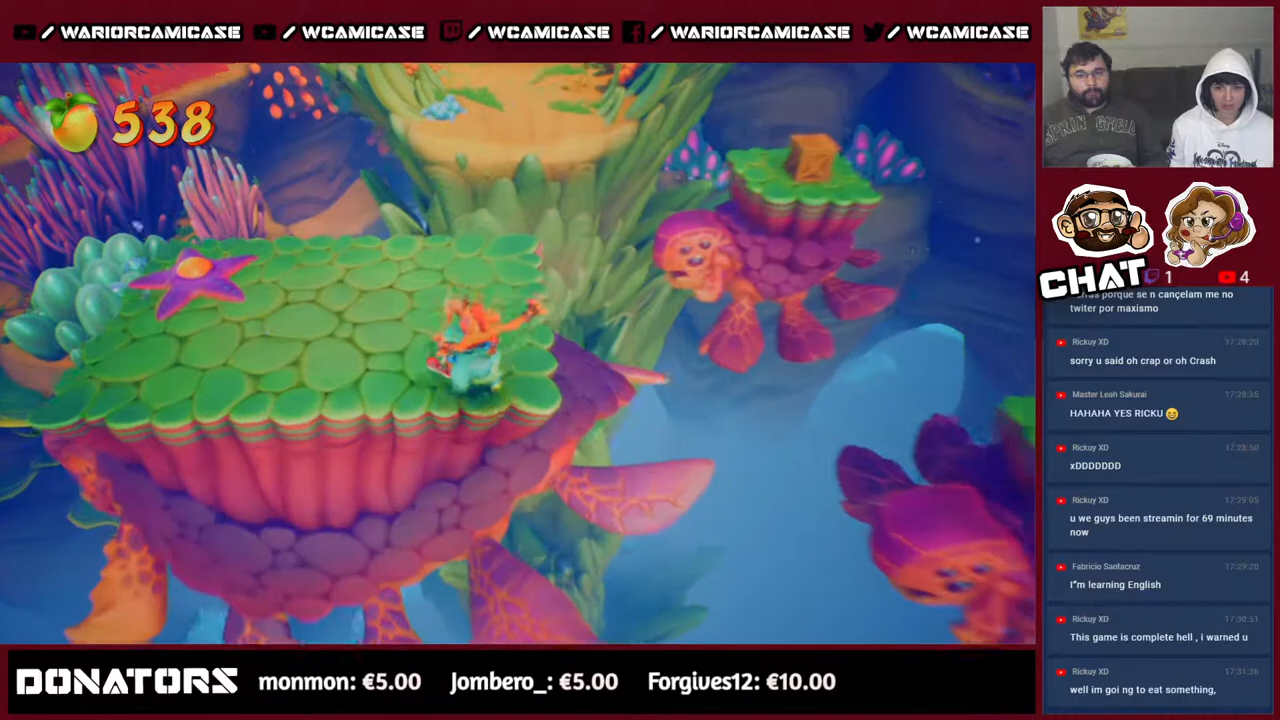 / WARIORCAMICASE
/ WCAMICASE
/ WCAMICASE
/ WARIORCAMICASE
/ WCAMICASE
538
CHAT
1
4
porque se n cançelam me no
twiter por maxismo
Rickuy XD 17:28:20
sorry u said oh crap or oh Crash
Master Leah Sakurai 17:28:35
HAHAHA YES RICKU
Rickuy XD 17:28:50
xDDDDDDD
Rickuy XD 17:29:05
u we guys been streamin for 69 minutes
now
Fabricio Santacruz 17:29:20
I"m learning English
Rickuy XD 17:30:51
This game is complete hell , i warned u
Rickuy XD 17:31:36
well im goi ng to eat something,
DONATORS
monmon: €5.00
Jombero_: €5.00
Forgives12: €10.00